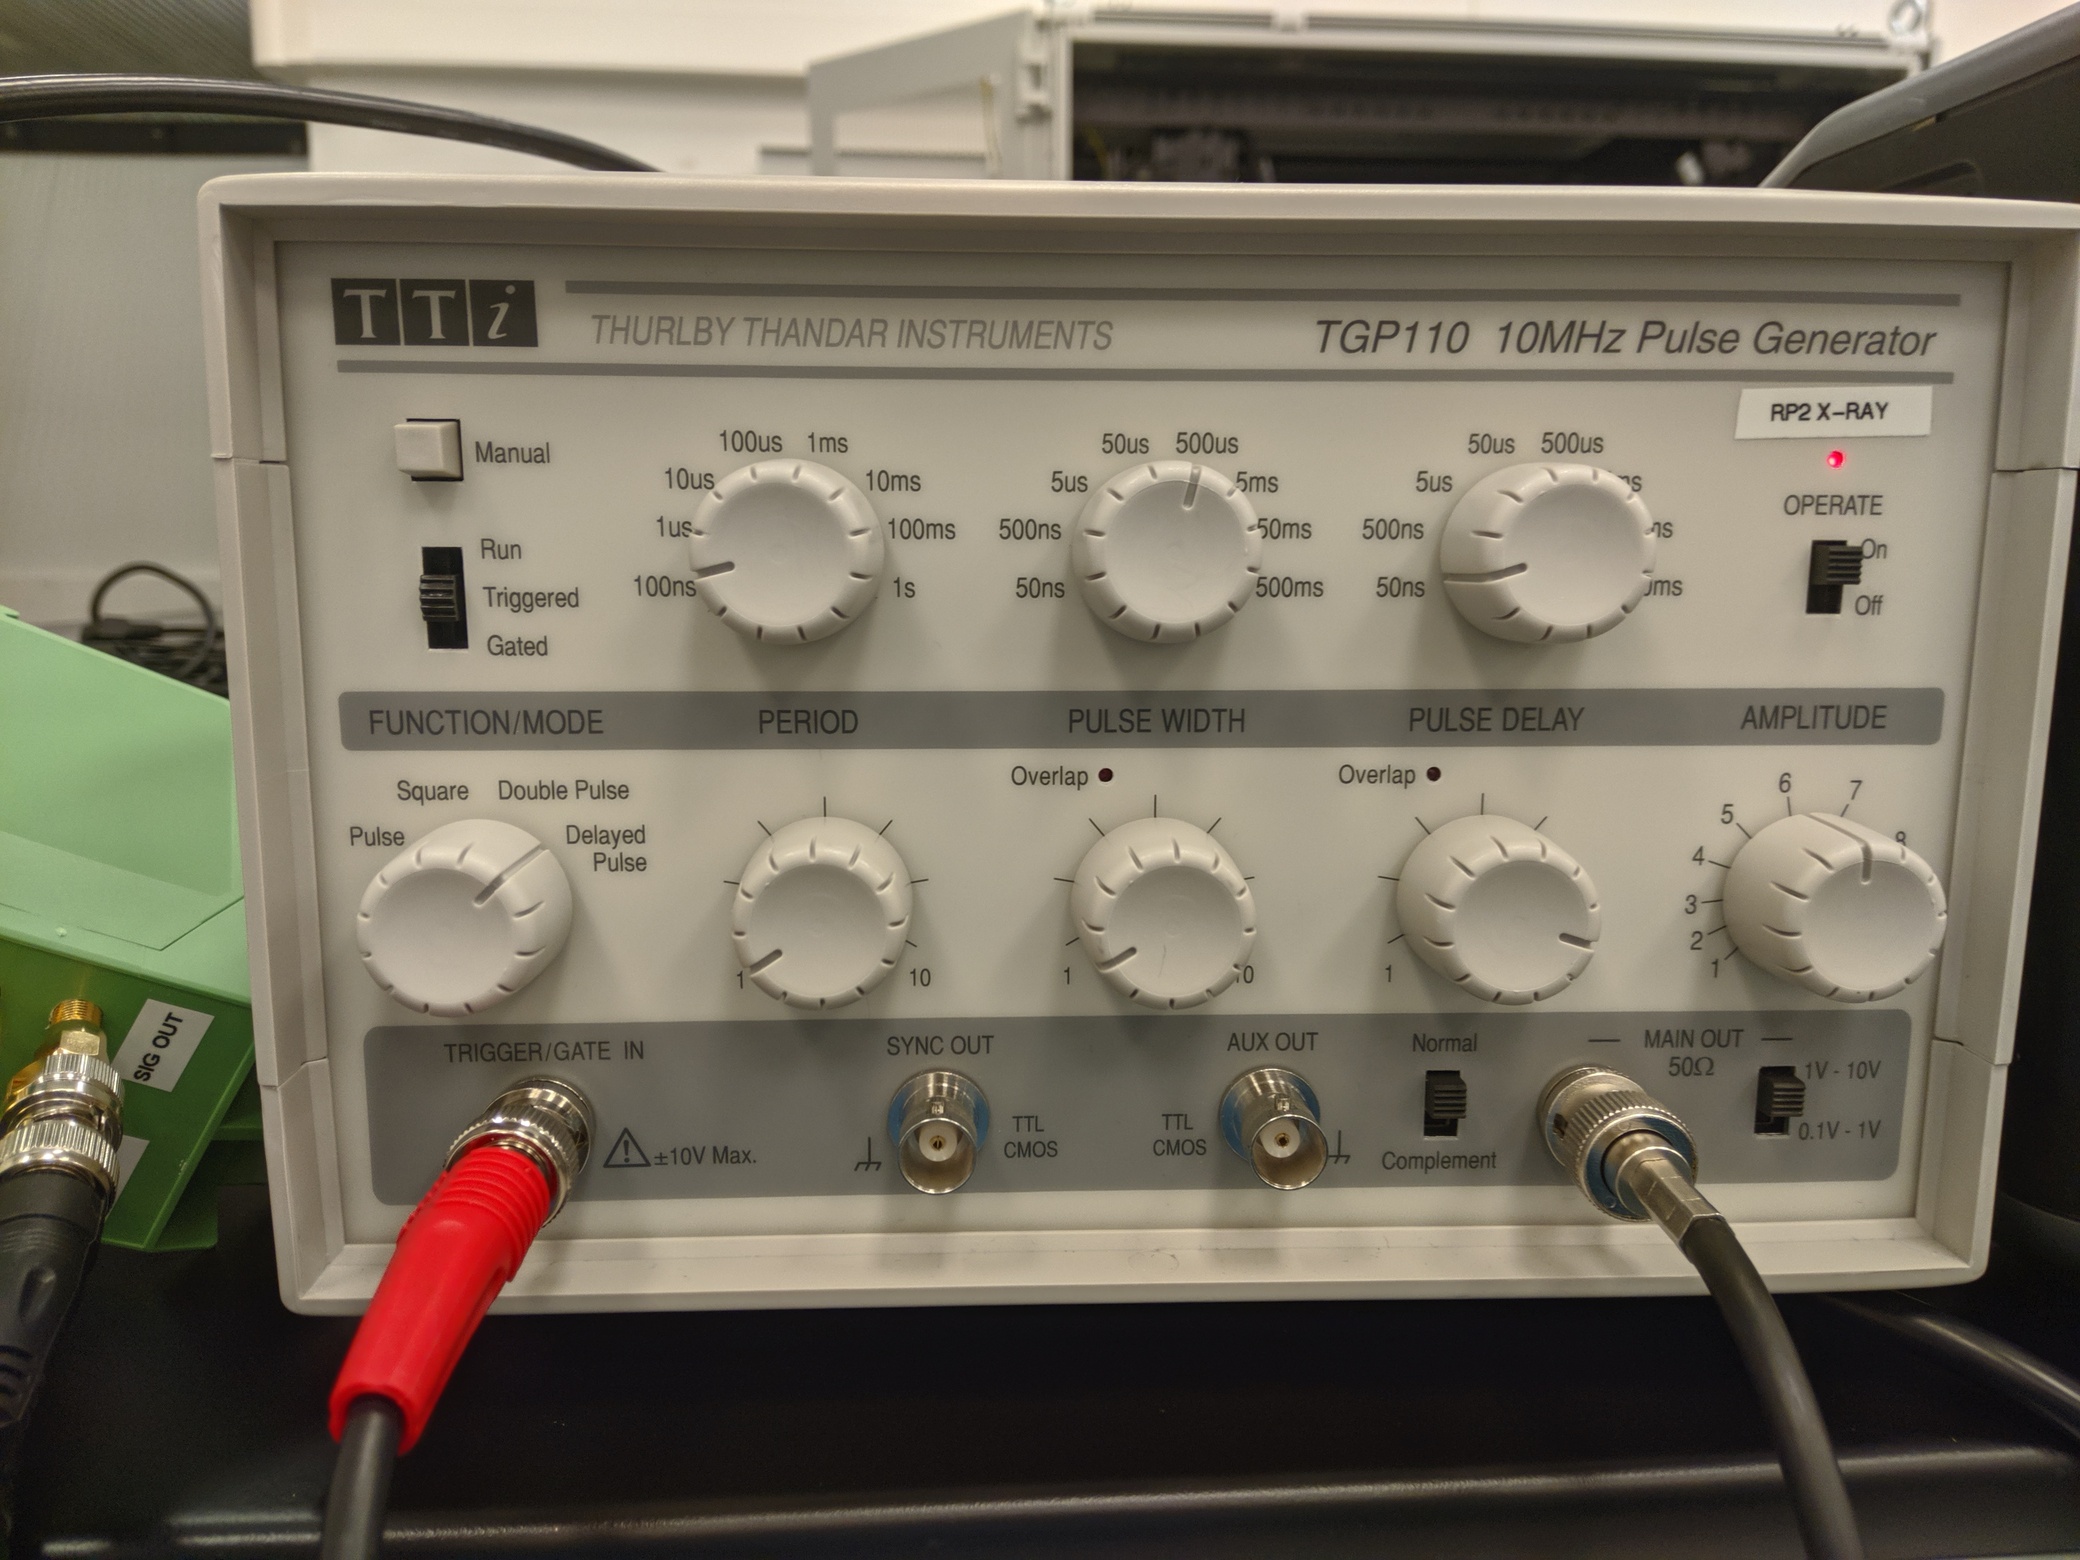 TTi
THURLBY THANDAR INSTRUMENTS
TGP110 10MHz Pulse Generator
RP2 X-RAY
Manual
Run
Triggered
Gated
100us 1ms
10us 10ms
1us 100ms
100ns 1s
50us 500us
5us 5ms
500ns 50ms
50ns 500ms
50us 500us
5us
500ns
50ns
OPERATE
On
Off
FUNCTION/MODE PERIOD PULSE WIDTH PULSE DELAY AMPLITUDE
Square Double Pulse
Pulse Delayed
Pulse
1 10
Overlap
1
Overlap
1
1 2 3 4 5 6 7 8
TRIGGER/GATE IN
±10V Max.
SYNC OUT
TTL
CMOS
AUX OUT
TTL
CMOS
Normal
Complement
MAIN OUT
50Ω
1V - 10V
0.1V - 1V
SIG OUT